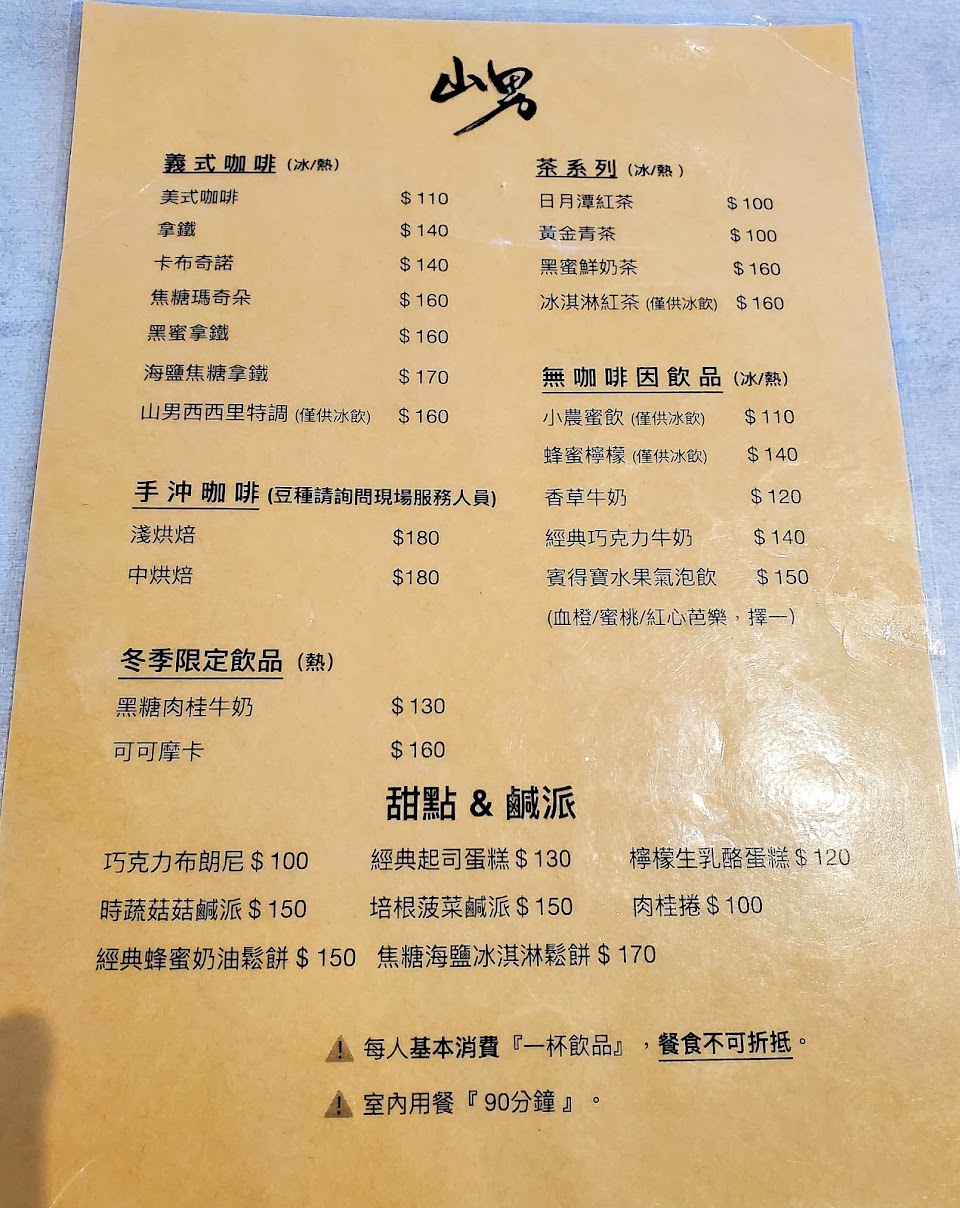 山男
義式咖啡 (冰/熱)
美式咖啡 $110
拿鐵 $140
卡布奇諾 $140
焦糖瑪奇朵 $160
黑蜜拿鐵 $160
海鹽焦糖拿鐵 $170
山男西西里特調 (僅供冰飲) $160
手沖咖啡 (豆種請詢問現場服務人員)
淺烘焙 $180
中烘焙 $180
冬季限定飲品 (熱)
黑糖肉桂牛奶 $130
可可摩卡 $160
茶系列 (冰/熱)
日月潭紅茶 $100
黃金青茶 $100
黑蜜鮮奶茶 $160
冰淇淋紅茶 (僅供冰飲) $160
無咖啡因飲品 (冰/熱)
小農蜜飲 (僅供冰飲) $110
蜂蜜檸檬 (僅供冰飲) $140
香草牛奶 $120
經典巧克力牛奶 $140
賓得寶水果氣泡飲 $150
(血橙/蜜桃/紅心芭樂,擇一)
甜點 & 鹹派
巧克力布朗尼 $100 經典起司蛋糕 $130 檸檬生乳酪蛋糕 $120
時蔬菇菇鹹派 $150 培根菠菜鹹派 $150 肉桂捲 $100
經典蜂蜜奶油鬆餅 $150 焦糖海鹽冰淇淋鬆餅 $170
每人基本消費『一杯飲品』,餐食不可折抵。
室內用餐『90分鐘』。